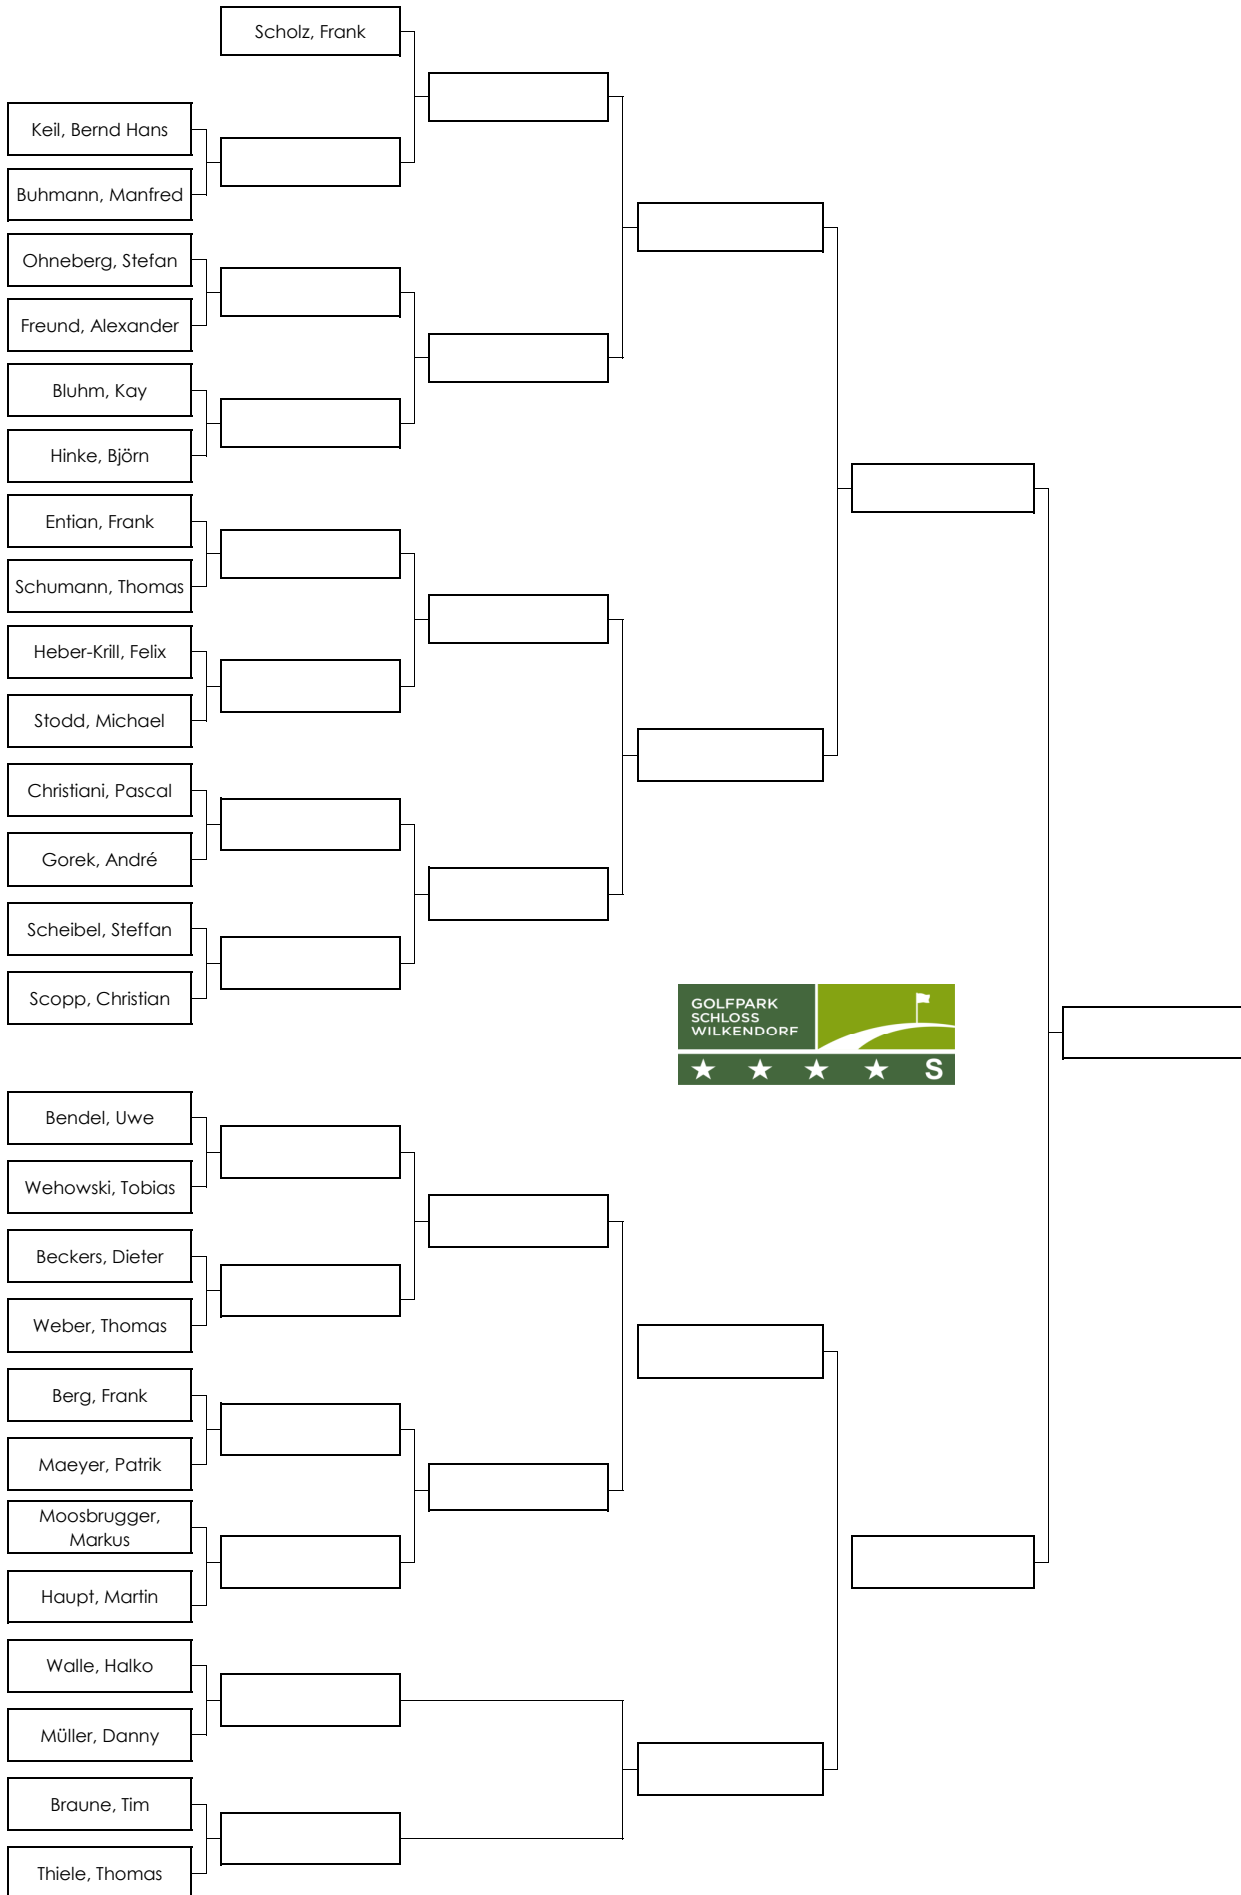 Scholz, Frank
Keil, Bernd Hans
Buhmann, Manfred
Ohneberg, Stefan
Freund, Alexander
Bluhm, Kay
Hinke, Björn
Entian, Frank
Schumann, Thomas
Heber-Krill, Felix
Stodd, Michael
Christiani, Pascal
Gorek, André
Scheibel, Steffan
Scopp, Christian
GOLFPARK
SCHLOSS
WILKENDORF
★ ★ ★ ★ S
Bendel, Uwe
Wehowski, Tobias
Beckers, Dieter
Weber, Thomas
Berg, Frank
Maeyer, Patrik
Moosbrugger,
Markus
Haupt, Martin
Walle, Halko
Müller, Danny
Braune, Tim
Thiele, Thomas